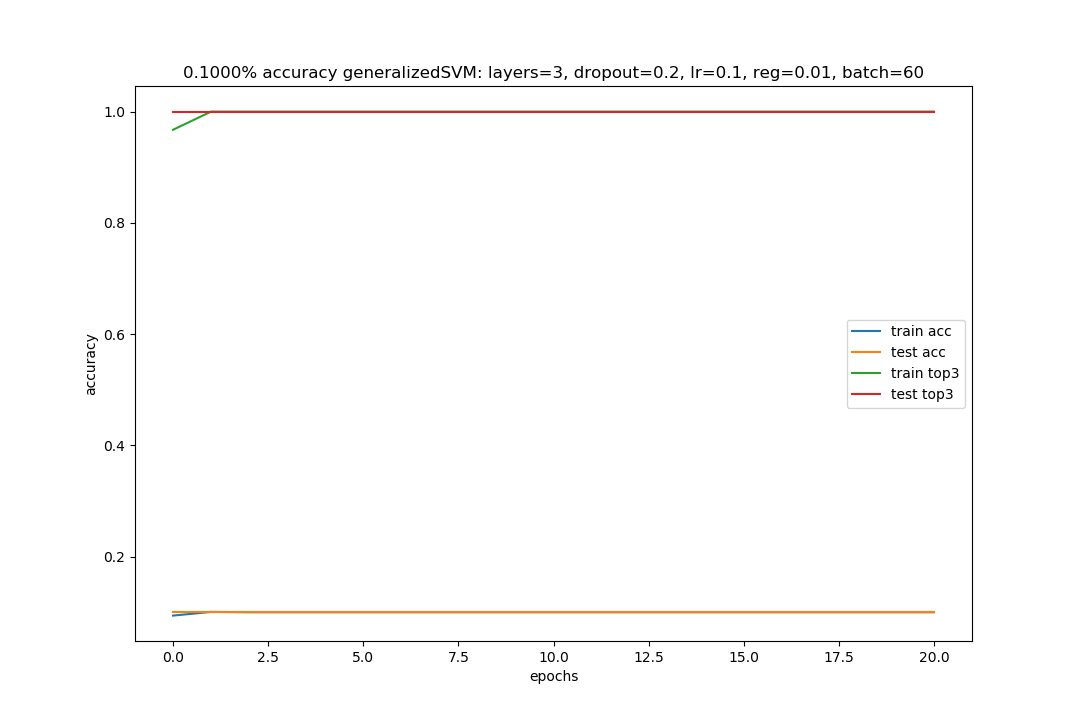 0.1000% accuracy generalizedSVM: layers=3, dropout=0.2, lr=0.1, reg=0.01, batch=60
1.0
0.8
0.6
0.4
0.2
accuracy
train acc
test acc
train top3
test top3
0.0 2.5 5.0 7.5 10.0 12.5 15.0 17.5 20.0
epochs